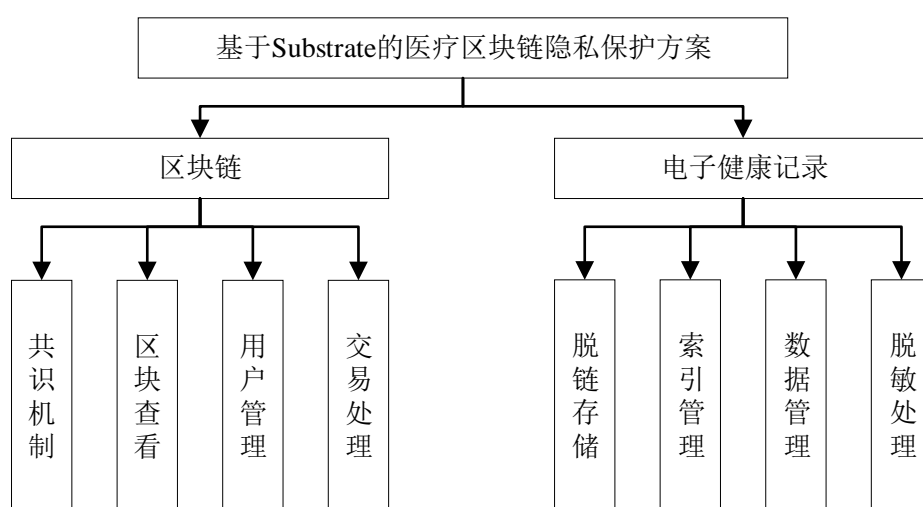 基于Substrate的医疗区块链隐私保护方案
区块链
电子健康记录
共识机制
区块查看
用户管理
交易处理
脱链存储
索引管理
数据管理
脱敏处理